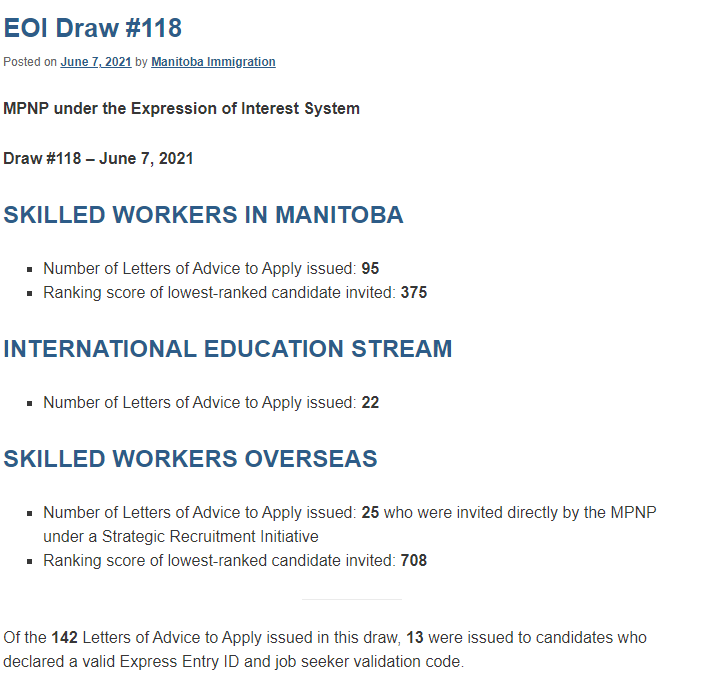 EOI Draw #118
Posted on June 7, 2021 by Manitoba Immigration
MPNP under the Expression of Interest System
Draw #118 – June 7, 2021
SKILLED WORKERS IN MANITOBA
▪ Number of Letters of Advice to Apply issued: 95
▪ Ranking score of lowest-ranked candidate invited: 375
INTERNATIONAL EDUCATION STREAM
▪ Number of Letters of Advice to Apply issued: 22
SKILLED WORKERS OVERSEAS
▪ Number of Letters of Advice to Apply issued: 25 who were invited directly by the MPNP
under a Strategic Recruitment Initiative
▪ Ranking score of lowest-ranked candidate invited: 708
Of the 142 Letters of Advice to Apply issued in this draw, 13 were issued to candidates who
declared a valid Express Entry ID and job seeker validation code.